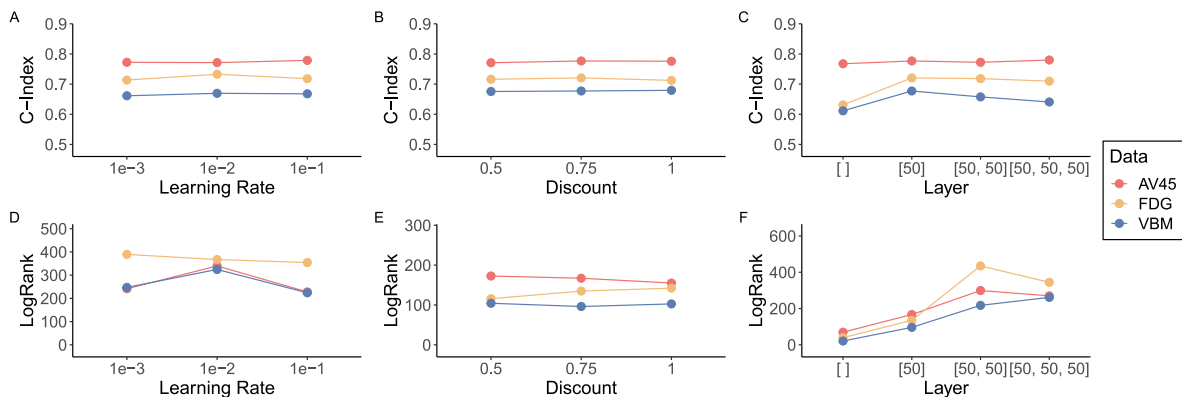 A
C−Index
0.9
0.8
0.7
0.6
0.5
1e−3 1e−2 1e−1
Learning Rate
B
C−Index
0.9
0.8
0.7
0.6
0.5
0.5 0.75 1
Discount
C
C−Index
0.9
0.8
0.7
0.6
0.5
[ ] [50] [50, 50] [50, 50, 50]
Layer
Data
AV45
FDG
VBM
D
LogRank
500
400
300
200
100
0
1e−3 1e−2 1e−1
Learning Rate
E
LogRank
300
200
100
0
0.5 0.75 1
Discount
F
LogRank
600
400
200
0
[ ] [50] [50, 50] [50, 50, 50]
Layer